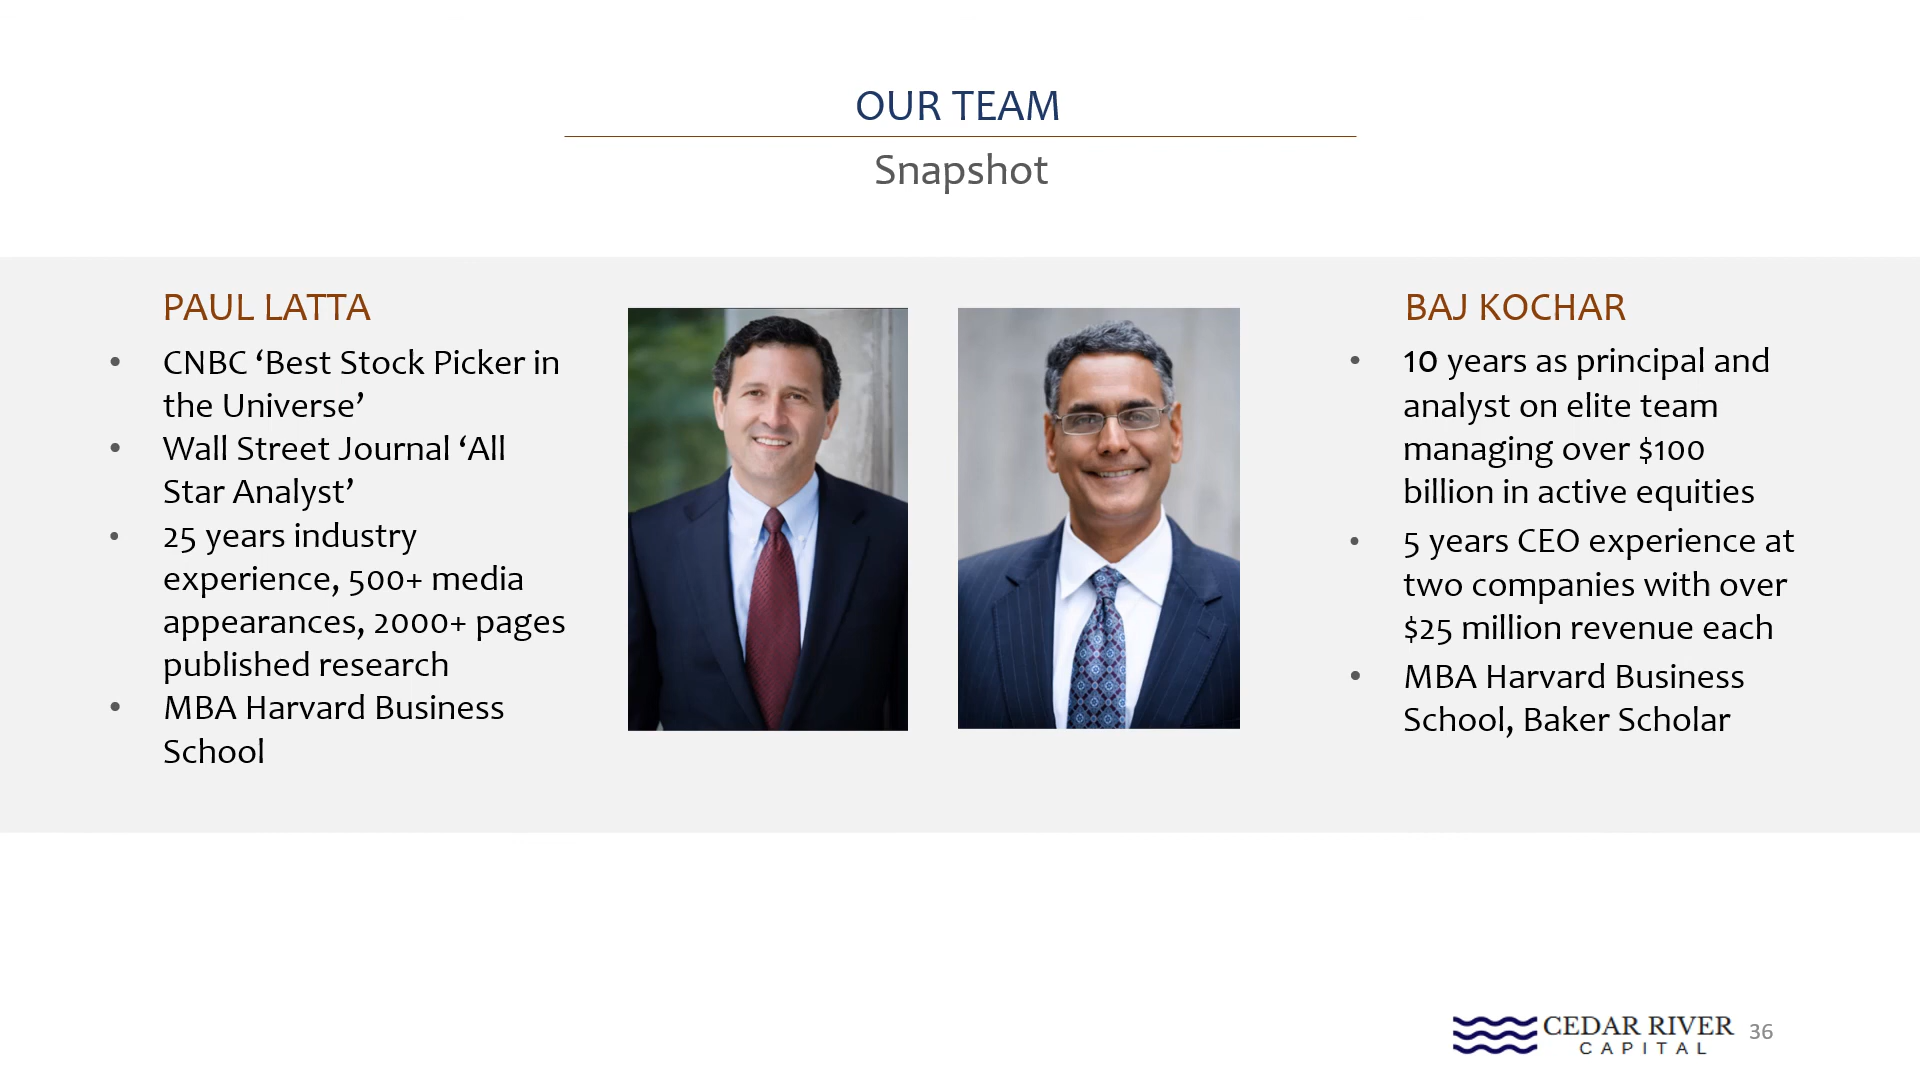 OUR TEAM
Snapshot
PAUL LATTA
• CNBC ‘Best Stock Picker in
the Universe’
• Wall Street Journal ‘All
Star Analyst’
• 25 years industry
experience, 500+ media
appearances, 2000+ pages
published research
• MBA Harvard Business
School
BAJ KOCHAR
• 10 years as principal and
analyst on elite team
managing over $100
billion in active equities
• 5 years CEO experience at
two companies with over
$25 million revenue each
• MBA Harvard Business
School, Baker Scholar
CEDAR RIVER
CAPITAL
36